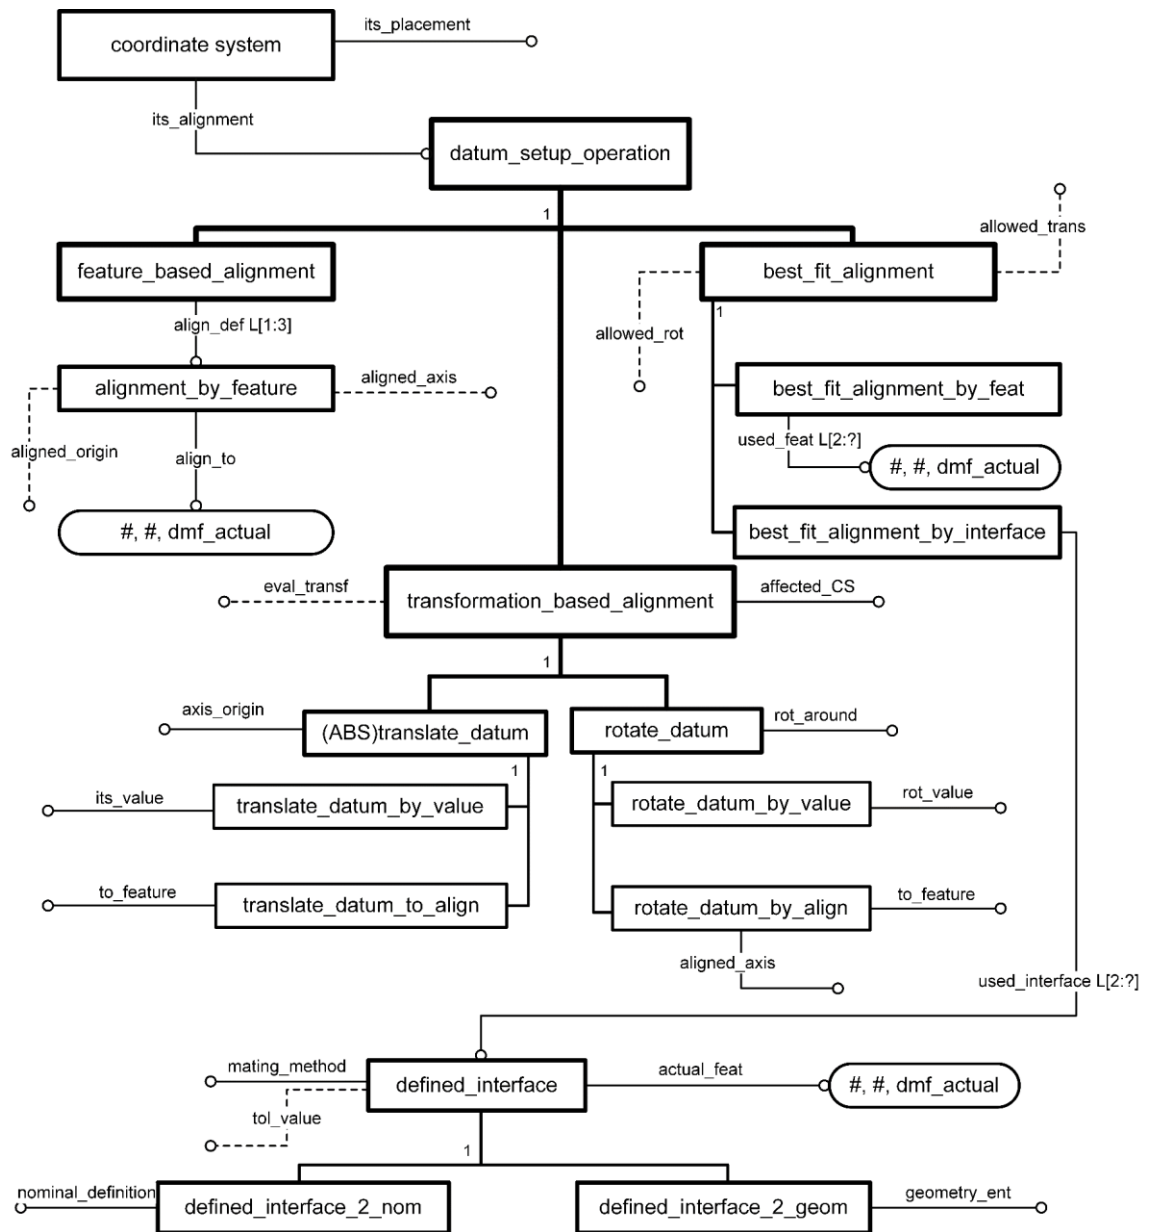 coordinate system
its_placement
its_alignment
datum_setup_operation
1
allowed_trans
feature_based_alignment
best_fit_alignment
align_def L[1:3]
1
allowed_rot
alignment_by_feature
aligned_axis
best_fit_alignment_by_feat
aligned_origin
align_to
used_feat L[2:?]
#, #, dmf_actual
#, #, dmf_actual
best_fit_alignment_by_interface
eval_transf
transformation_based_alignment
affected_CS
1
axis_origin
(ABS)translate_datum
rotate_datum
rot_around
1
1
its_value
translate_datum_by_value
rotate_datum_by_value
rot_value
to_feature
translate_datum_to_align
rotate_datum_by_align
to_feature
aligned_axis
used_interface L[2:?]
mating_method
defined_interface
actual_feat
#, #, dmf_actual
tol_value
1
nominal_definition
defined_interface_2_nom
defined_interface_2_geom
geometry_ent